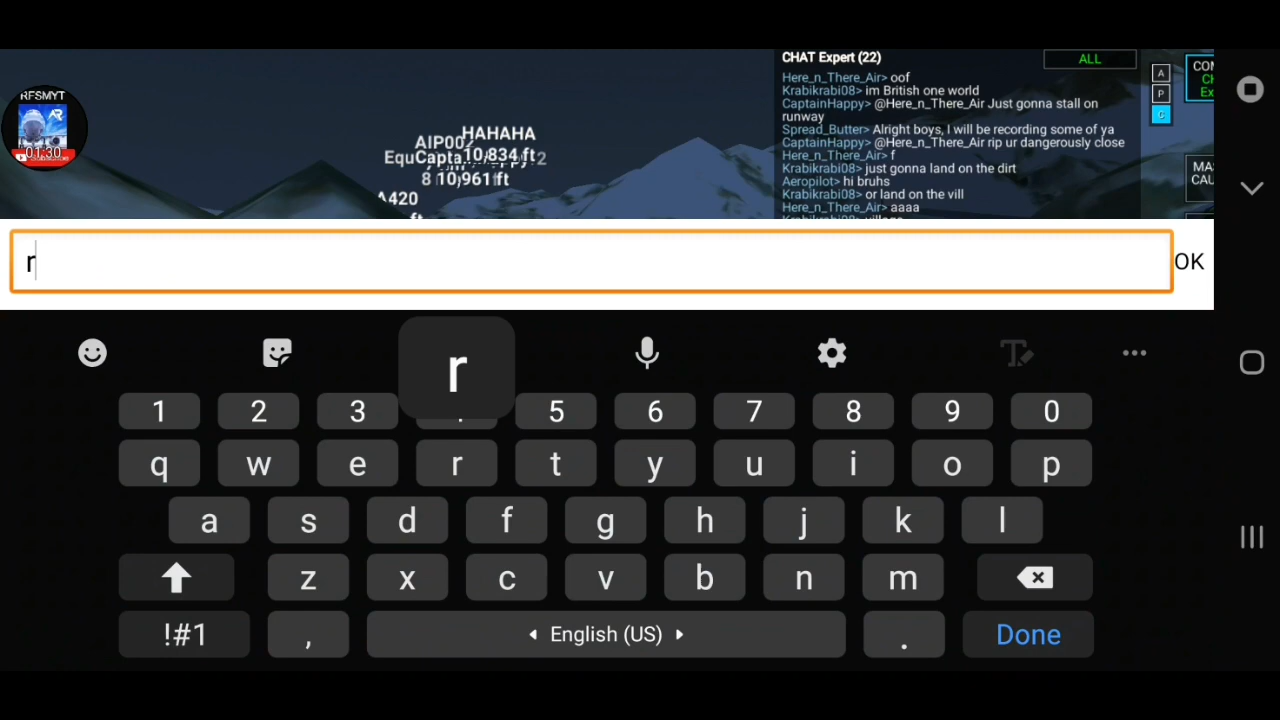 CHAT Expert (22)
ALL
Here_n_There_Air> oof
Krabikrabi08> im British one world
CaptainHappy> @Here_n_There_Air Just gonna stall on
runway
Spread_Butter> Alright boys, I will be recording some of ya
CaptainHappy> @Here_n_There_Air rip ur dangerously close
Here_n_There_Air> f
Krabikrabi08> just gonna land on the dirt
Aeropilot> hi bruhs
Krabikrabi08> or land on the vill
Here_n_There_Air> aaaa
A
P
C
RFSMYT
01:30
HAHAHA
10,834 ft
10,961 ft
A420
ft
r
OK
r
1 2 3 5 6 7 8 9 0
q w e r t y u i o p
a s d f g h j k l
z x c v b n m
!#1 , English (US) . Done